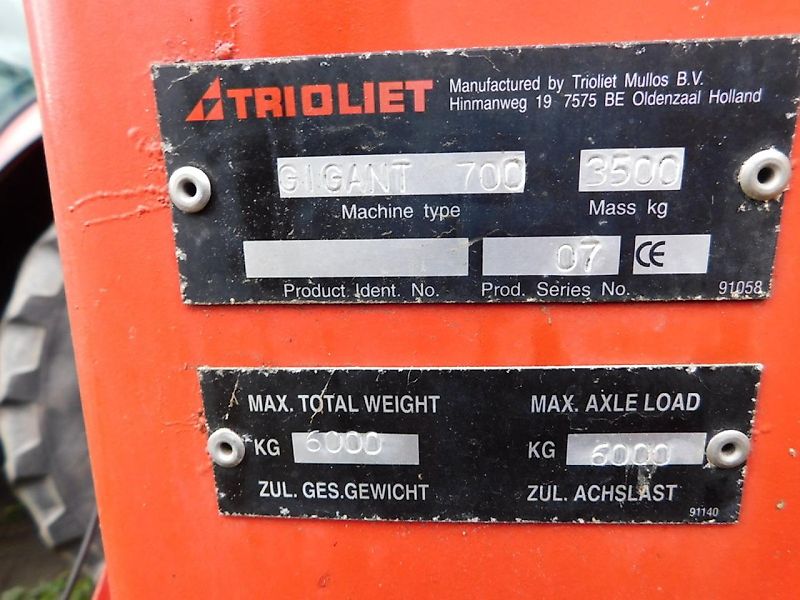 TRIOLIET
Manufactured by Trioliet Mullos B.V.
Hinmanweg 19 7575 BE Oldenzaal Holland
GIGANT 700 3500
Machine type Mass kg
07 CE
Product Ident. No. Prod. Series No. 91058
MAX. TOTAL WEIGHT MAX. AXLE LOAD
KG 6000 KG 6000
ZUL. GES.GEWICHT ZUL. ACHSLAST
91140